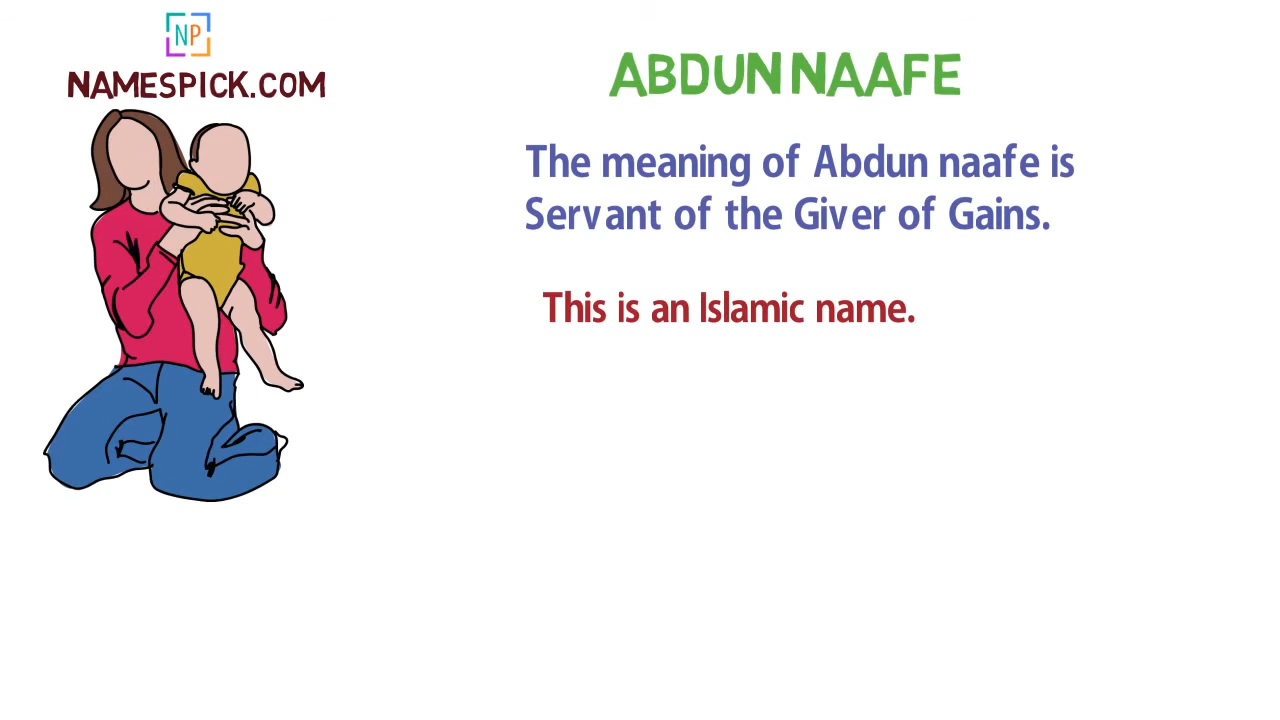 NP
NAMESPICK.COM
ABDUN NAAFE
The meaning of Abdun naafe is
Servant of the Giver of Gains.
This is an Islamic name.